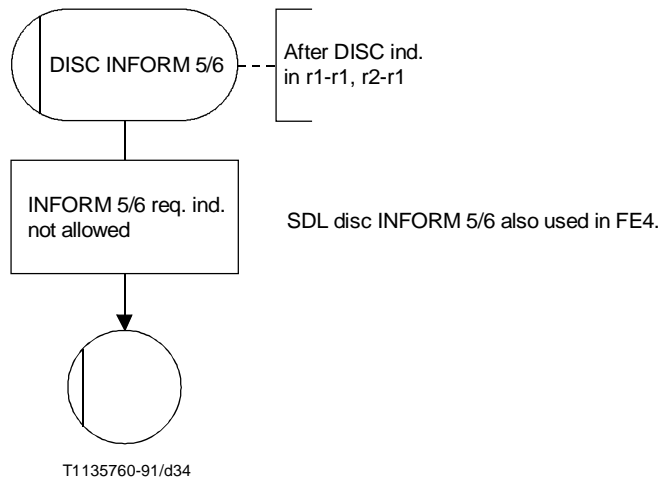 DISC INFORM 5/6
After DISC ind.
in r1-r1, r2-r1
INFORM 5/6 req. ind.
not allowed
SDL disc INFORM 5/6 also used in FE4.
T1135760-91/d34